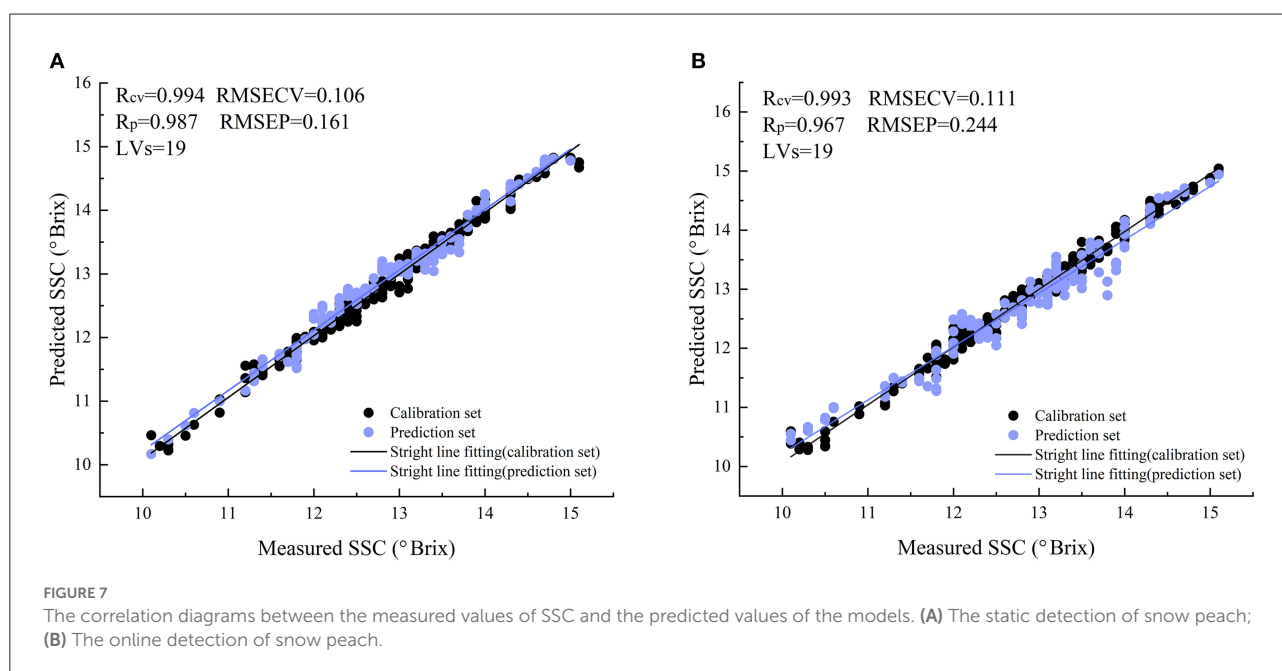 A
Rcv=0.994 RMSECV=0.106
Rp=0.987 RMSEP=0.161
LVs=19
16
15
14
13
12
11
10
Predicted SSC (° Brix)
Calibration set
Prediction set
Stright line fitting(calibration set)
Stright line fitting(prediction set)
10 11 12 13 14 15
Measured SSC (° Brix)
B
Rcv=0.993 RMSECV=0.111
Rp=0.967 RMSEP=0.244
LVs=19
16
15
14
13
12
11
10
Predicted SSC (° Brix)
Calibration set
Prediction set
Stright line fitting(calibration set)
Stright line fitting(prediction set)
10 11 12 13 14 15
Measured SSC (° Brix)
FIGURE 7
The correlation diagrams between the measured values of SSC and the predicted values of the models. (A) The static detection of snow peach;
(B) The online detection of snow peach.